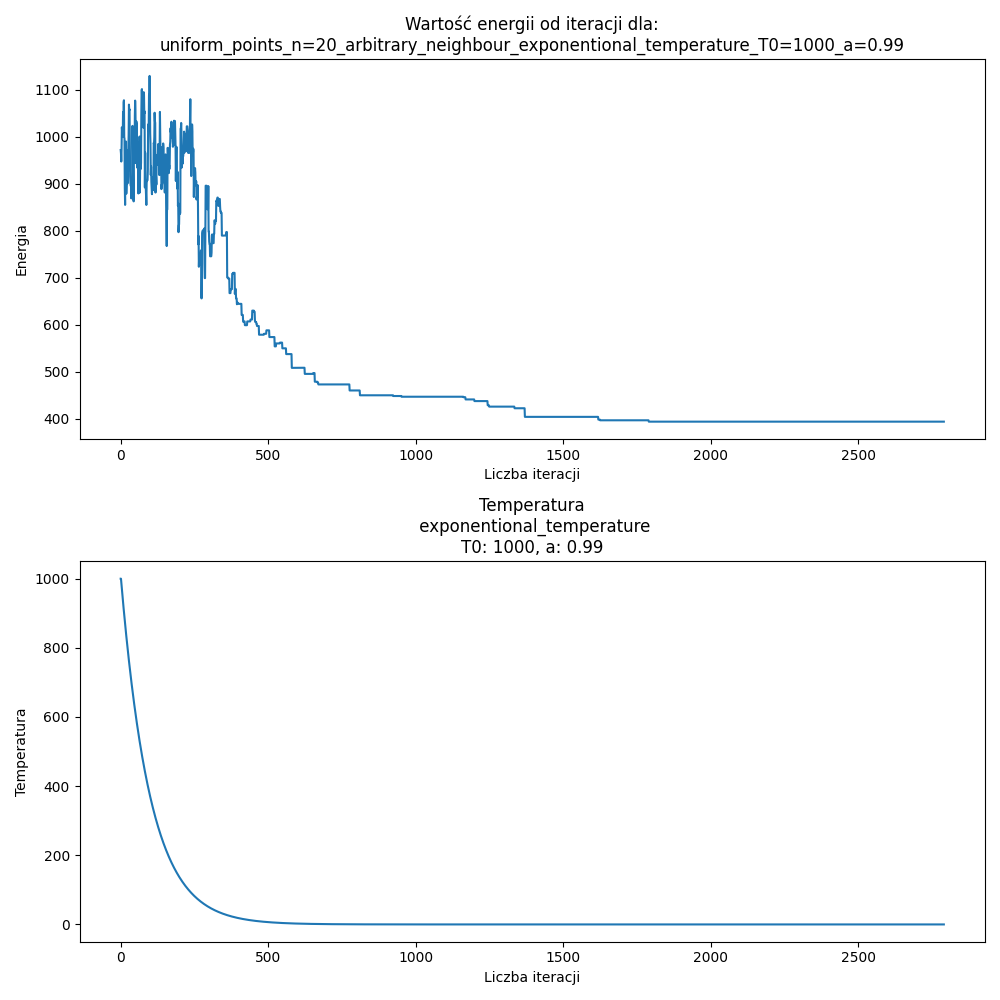 Wartość energii od iteracji dla:
uniform_points_n=20_arbitrary_neighbour_exponentional_temperature_T0=1000_a=0.99
1100
1000
900
800
700
600
500
400
Energia
0 500 1000 1500 2000 2500
Liczba iteracji
Temperatura
exponentional_temperature
T0: 1000, a: 0.99
1000
800
600
400
200
0
Temperatura
0 500 1000 1500 2000 2500
Liczba iteracji